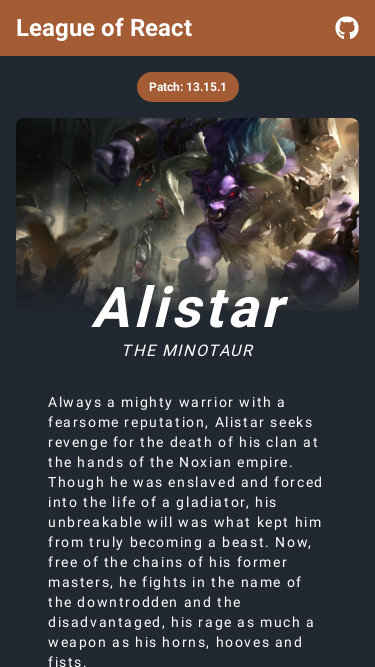 League of React
Patch: 13.15.1
Alistar
THE MINOTAUR
Always a mighty warrior with a
fearsome reputation, Alistar seeks
revenge for the death of his clan at
the hands of the Noxian empire.
Though he was enslaved and forced
into the life of a gladiator, his
unbreakable will was what kept him
from truly becoming a beast. Now,
free of the chains of his former
masters, he fights in the name of
the downtrodden and the
disadvantaged, his rage as much a
weapon as his horns, hooves and
fists.